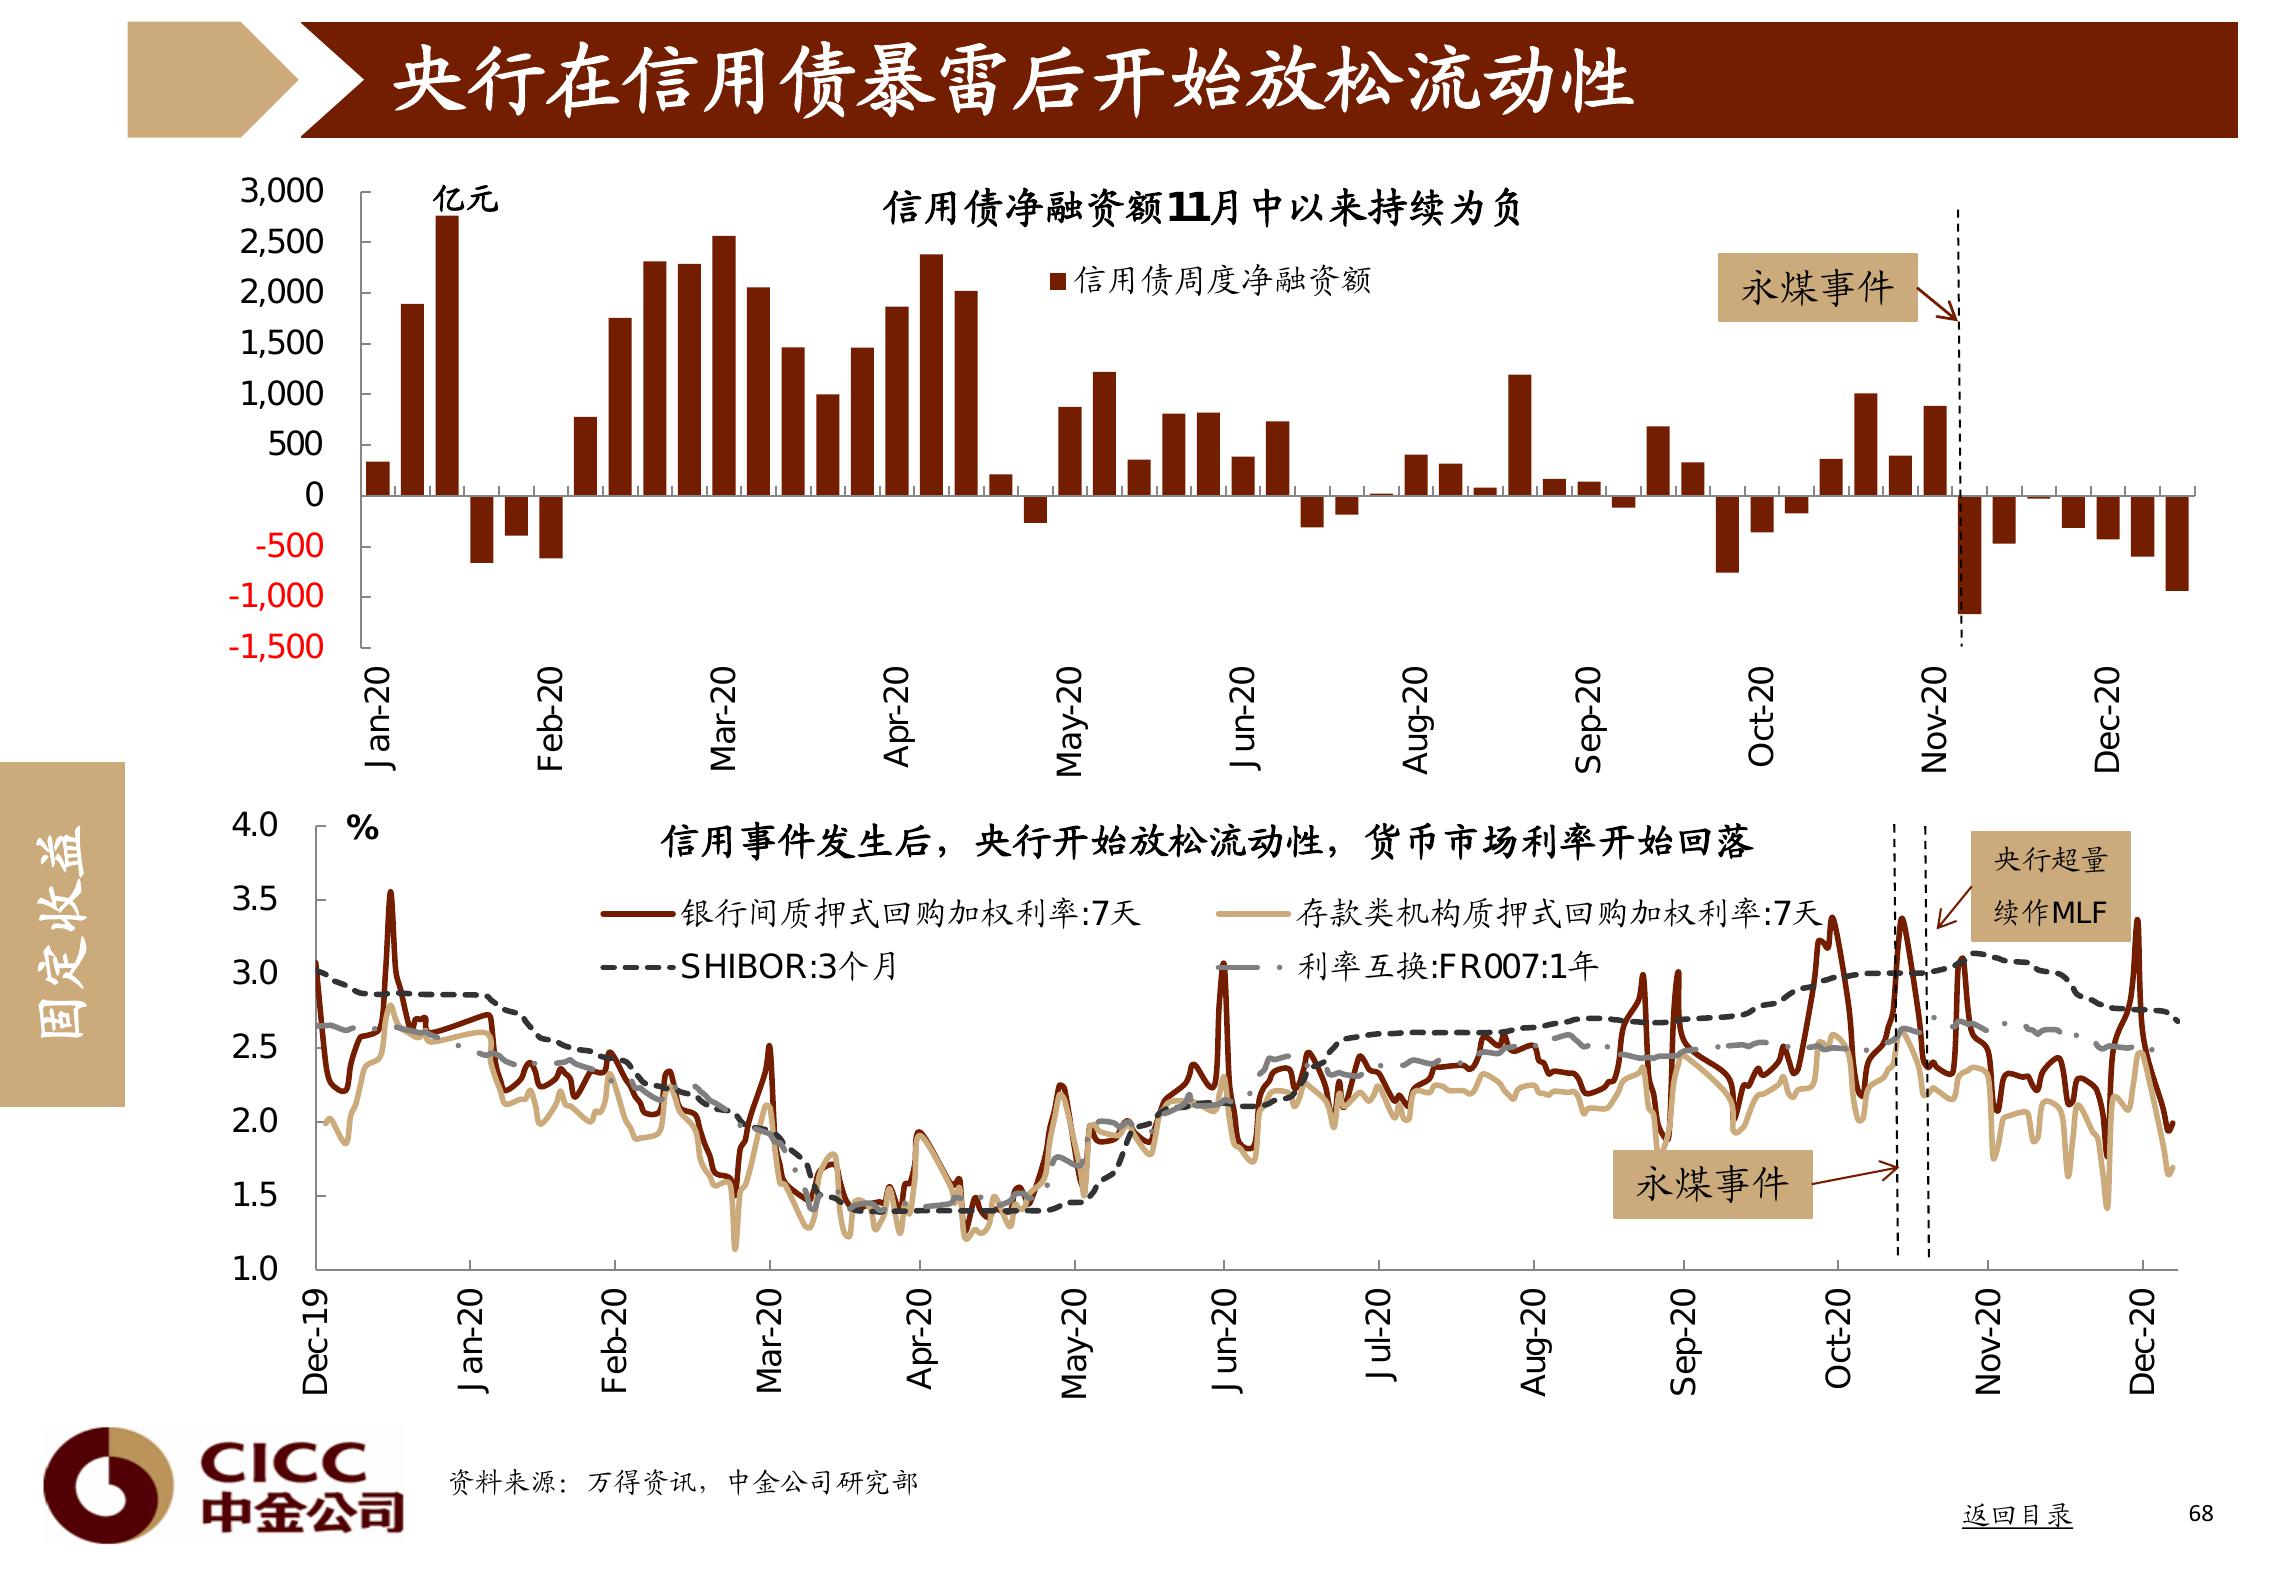 央行在信用债暴雷后开始放松流动性
亿元
信用债净融资额11月中以来持续为负
信用债周度净融资额
永煤事件
3,000
2,500
2,000
1,500
1,000
500
0
-500
-1,000
-1,500
Jan-20
Feb-20
Mar-20
Apr-20
May-20
Jun-20
Aug-20
Sep-20
Oct-20
Nov-20
Dec-20
固定收益
%
信用事件发生后，央行开始放松流动性，货币市场利率开始回落
银行间质押式回购加权利率:7天
存款类机构质押式回购加权利率:7天
SHIBOR:3个月
利率互换:FR007:1年
央行超量
续作MLF
永煤事件
4.0
3.5
3.0
2.5
2.0
1.5
1.0
Dec-19
Jan-20
Feb-20
Mar-20
Apr-20
May-20
Jun-20
Jul-20
Aug-20
Sep-20
Oct-20
Nov-20
Dec-20
CICC
中金公司
资料来源：万得资讯，中金公司研究部
返回目录
68